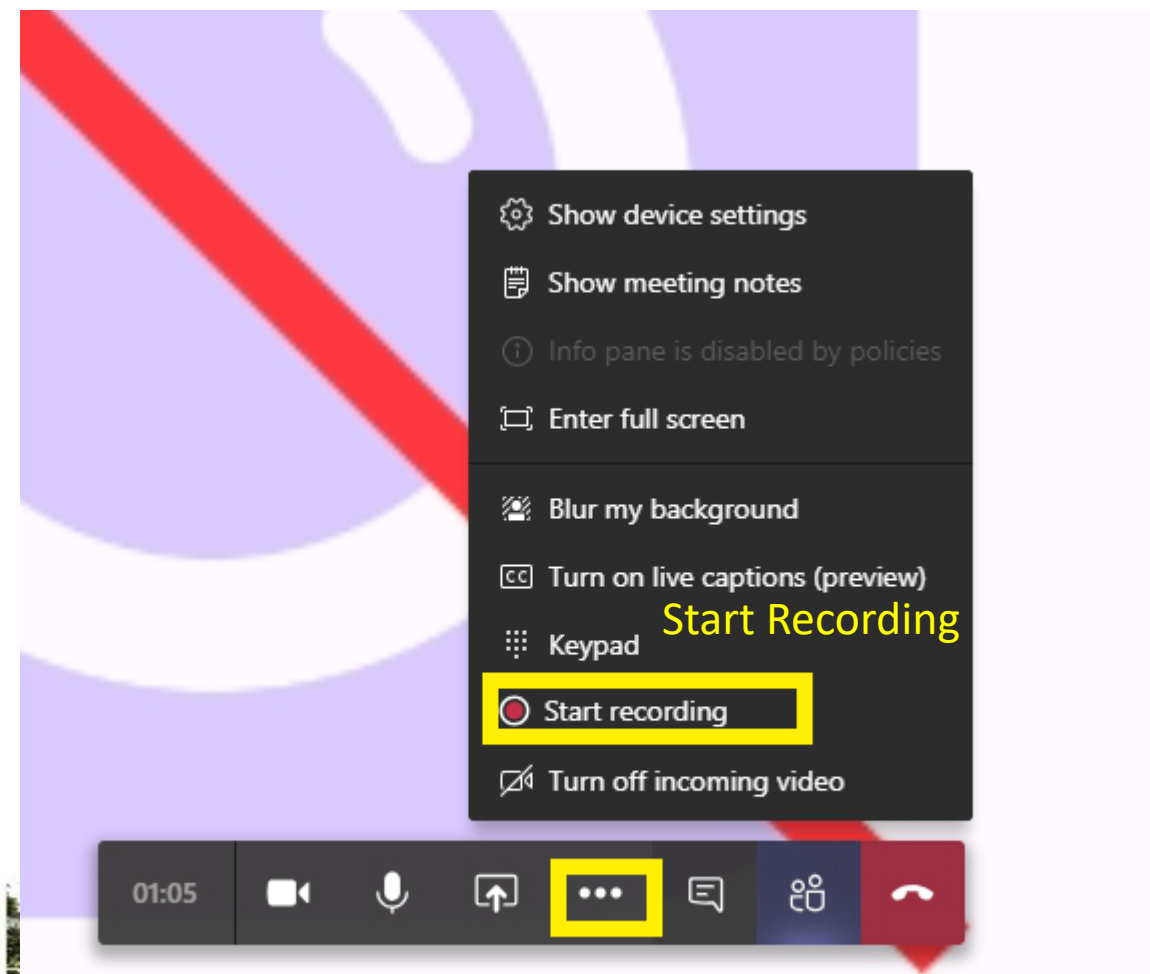 Show device settings
Show meeting notes
Info pane is disabled by policies
Enter full screen
Blur my background
CC Turn on live captions (preview)
Start Recording
Keypad
Start recording
Turn off incoming video
01:05